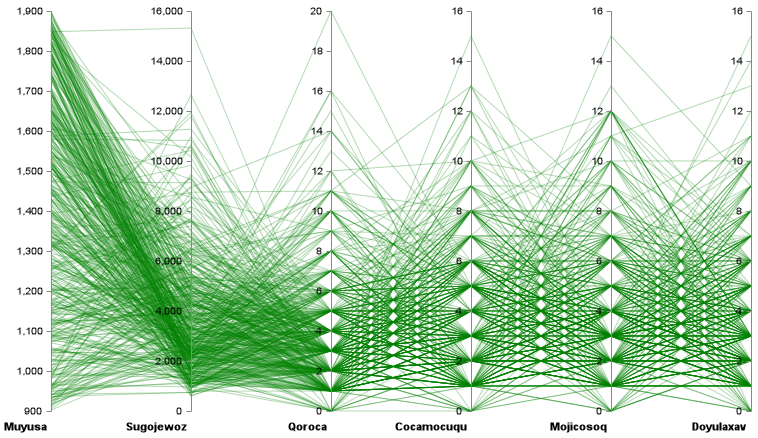 1,900 16,000 20 16 16 16
18
1,800 14,000 14 14 14
16
1,700 12,000 12 12 12
14
1,600
1,500 10,000 12 10 10 10
1,400 8,000 10 8 8 8
1,300 8
6,000 6 6 6
1,200 6
4,000 4 4 4
1,100 4
1,000 2,000 2 2 2 2
900 0 0 0 0 0
Muyusa Sugojewoz Qoroca Cocamocuqu Mojicosoq Doyulaxav